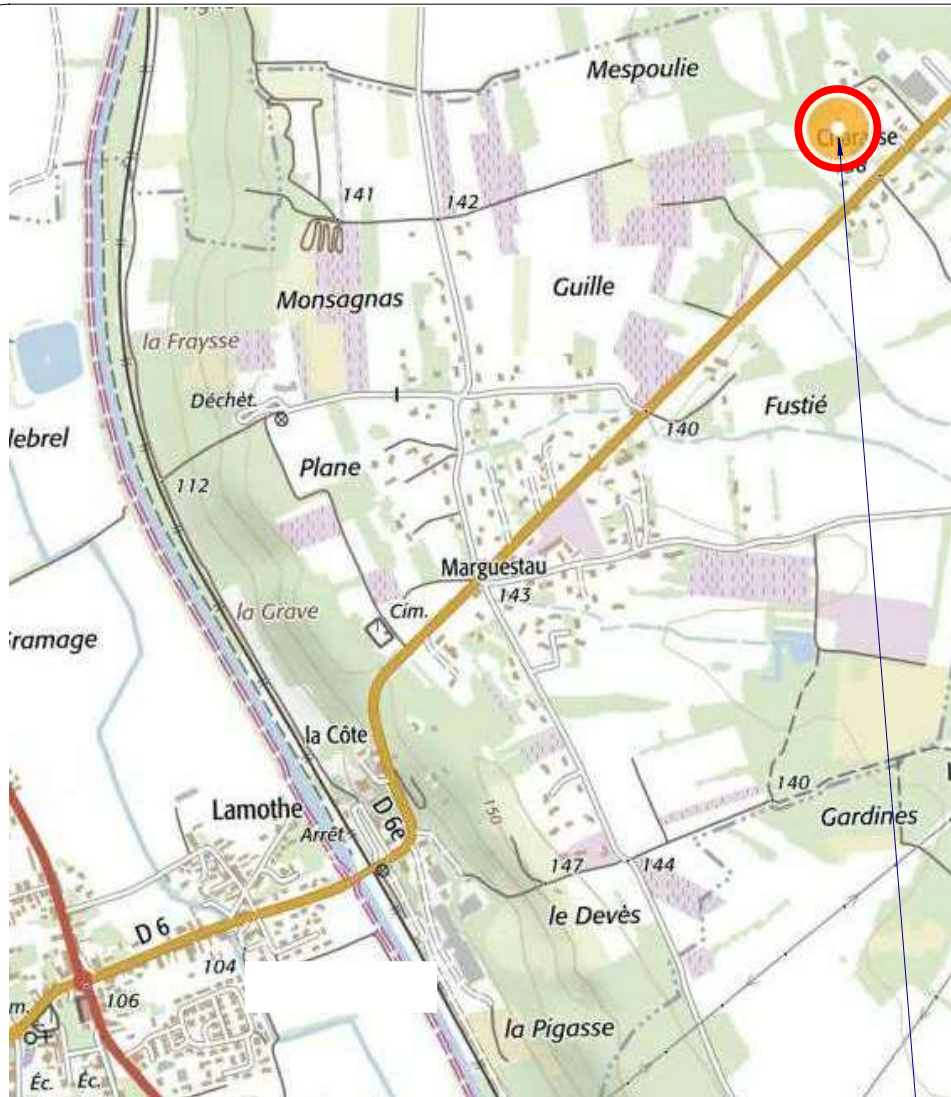 Mespoulie
141
142
Monsagnas
Guille
la Fraysse
Déchèt.
Fustié
140
Plane
112
Marguestau
143
la Grave
Cim.
la Côte
140
Lamothe
D 6e
150
Arrêt
Gardines
147
144
le Devès
D 6
104
106
la Pigasse
Éc.
Éc.